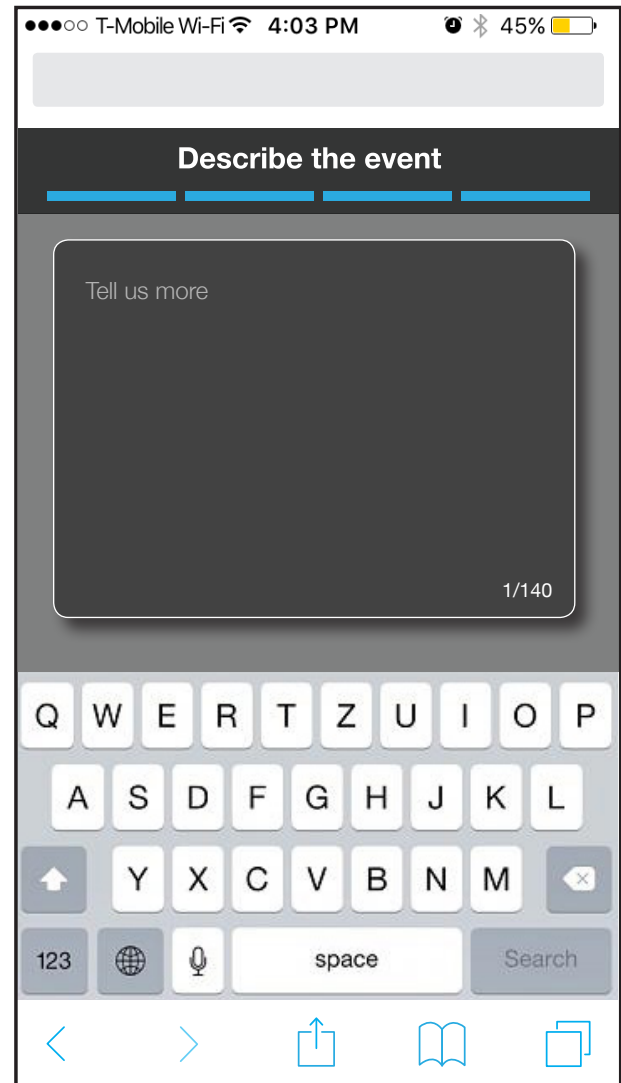 T-Mobile Wi-Fi 4:03 PM 45%
Describe the event
Tell us more
1/140
Q W E R T Z U I O P
A S D F G H J K L
Y X C V B N M
123 space Search